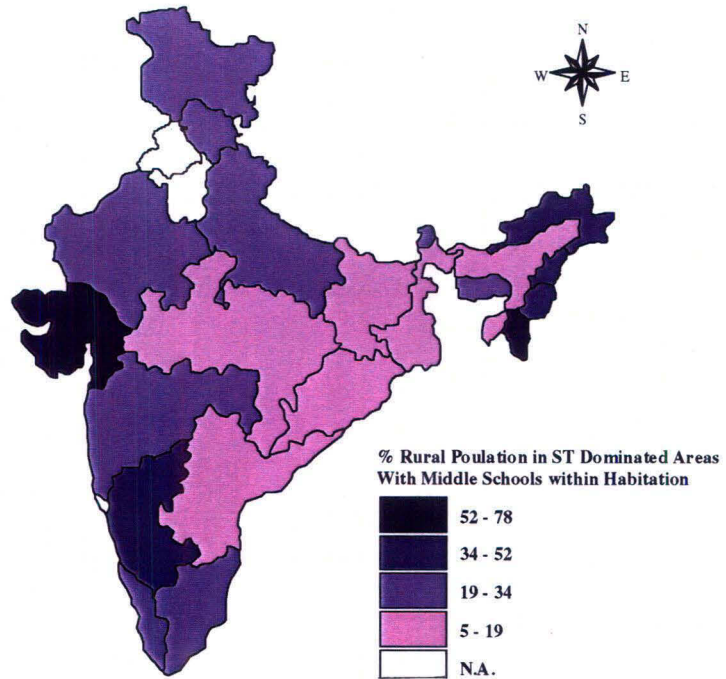 N
W E
S
% Rural Poulation in ST Dominated Areas
With Middle Schools within Habitation
52 - 78
34 - 52
19 - 34
5 - 19
N.A.